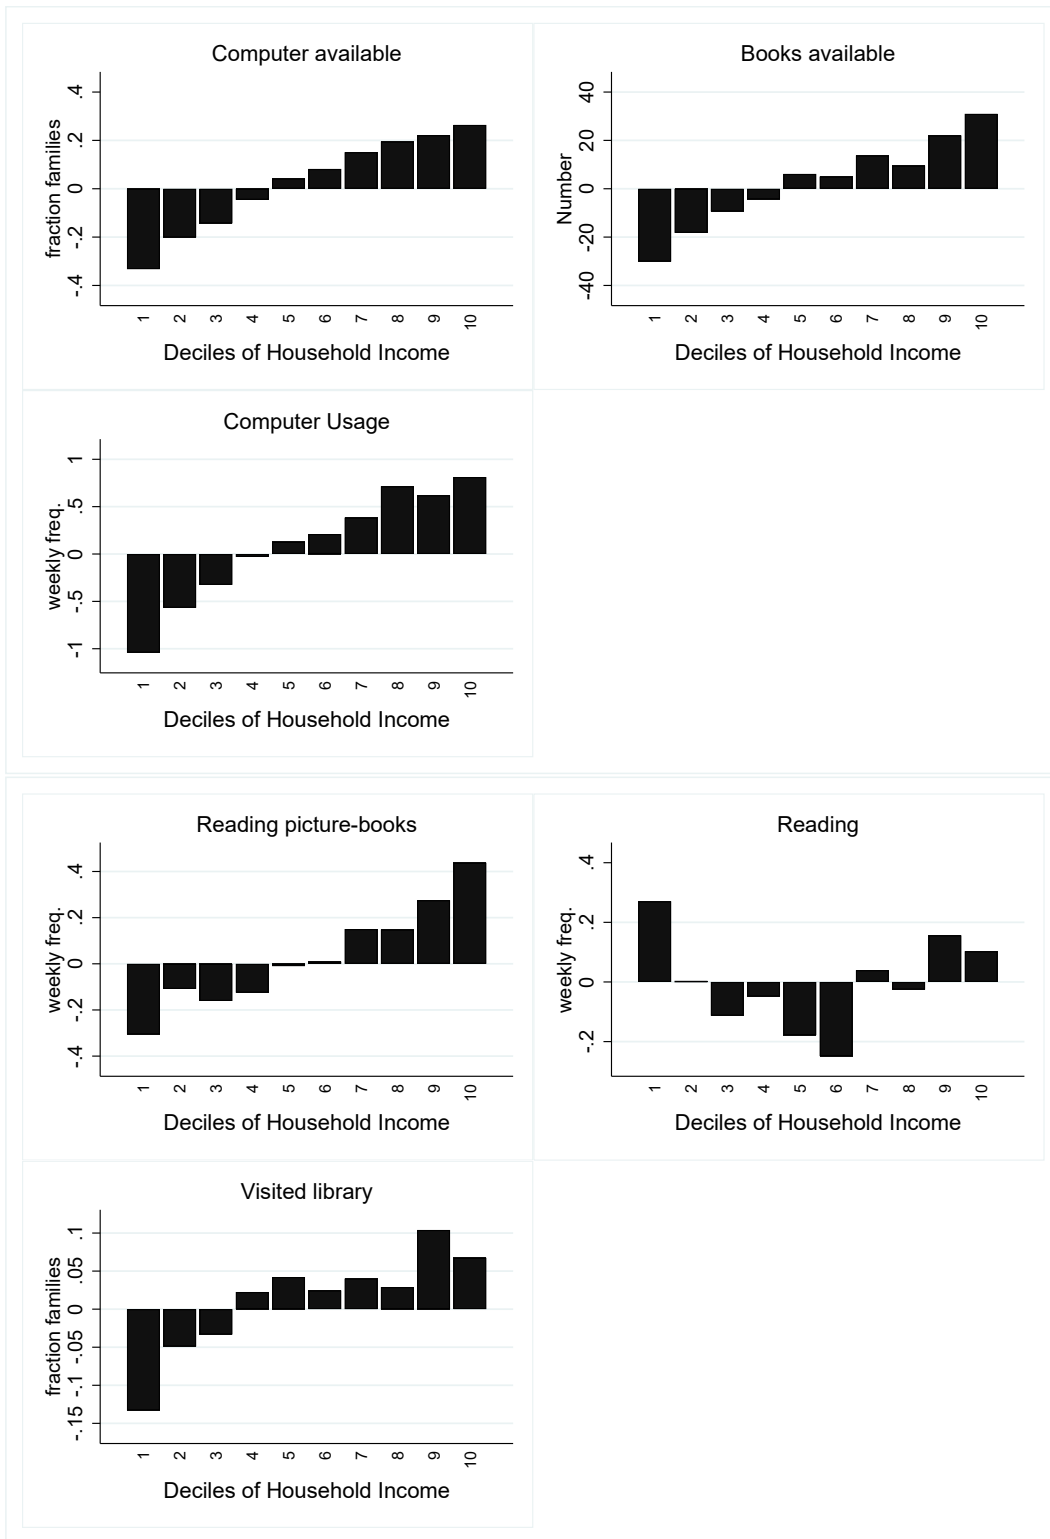 Computer available
fraction families
.4
.2
0
-.2
-.4
1 2 3 4 5 6 7 8 9 10
Deciles of Household Income
Books available
Number
40
20
0
-20
-40
1 2 3 4 5 6 7 8 9 10
Deciles of Household Income
Computer Usage
weekly freq.
1
.5
0
-.5
-1
1 2 3 4 5 6 7 8 9 10
Deciles of Household Income
Reading picture-books
weekly freq.
.4
.2
0
-.2
-.4
1 2 3 4 5 6 7 8 9 10
Deciles of Household Income
Reading
weekly freq.
.4
.2
0
-.2
1 2 3 4 5 6 7 8 9 10
Deciles of Household Income
Visited library
fraction families
.1
.05
0
-.05
-.1
-.15
1 2 3 4 5 6 7 8 9 10
Deciles of Household Income